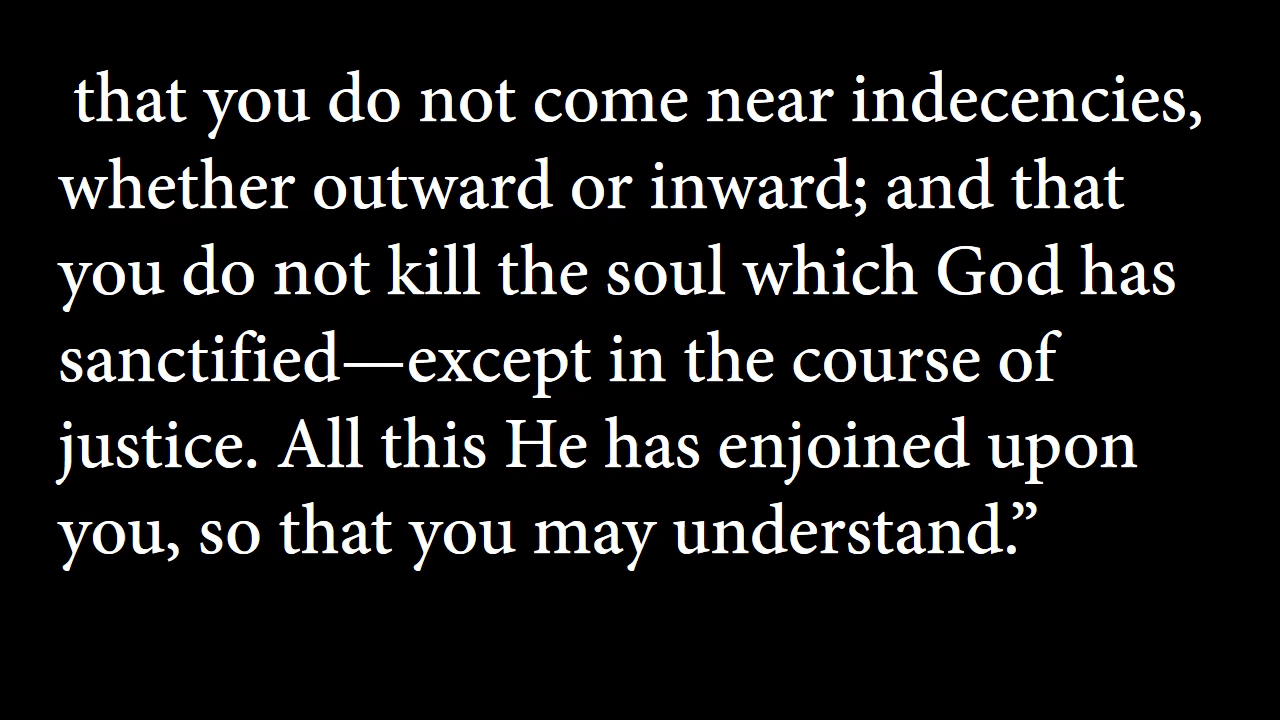 that you do not come near indecencies,
whether outward or inward; and that
you do not kill the soul which God has
sanctified—except in the course of
justice. All this He has enjoined upon
you, so that you may understand.”